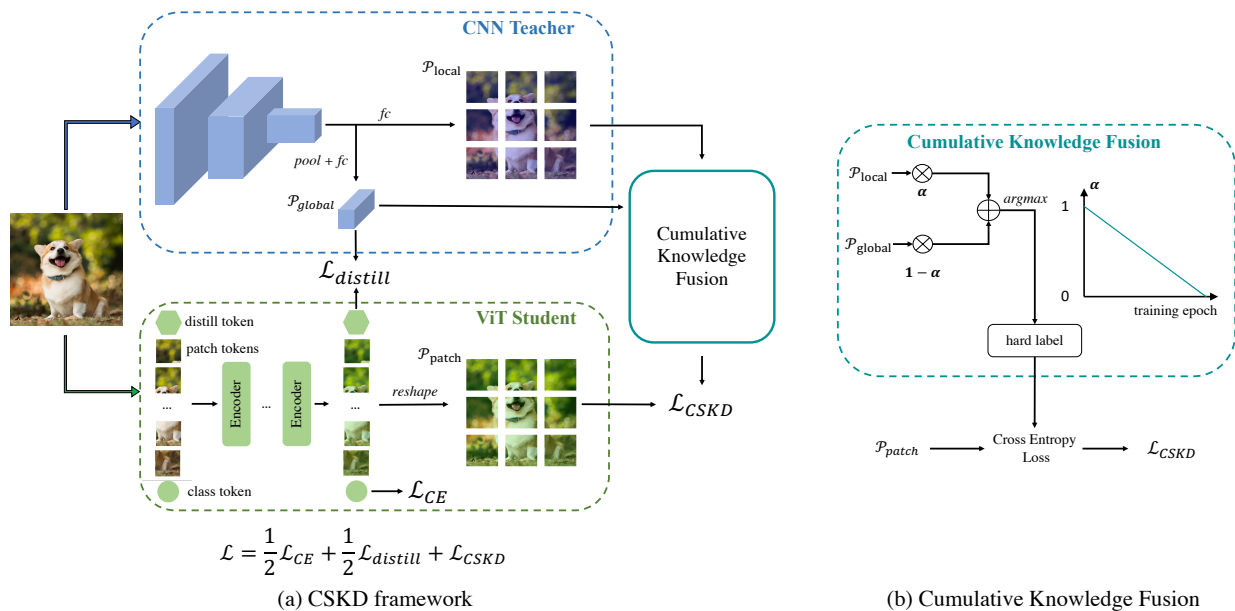 CNN Teacher
𝒫local
fc
pool + fc
𝒫global
ℒdistill
Cumulative
Knowledge
Fusion
distill token
ViT Student
patch tokens
𝒫patch
...
Encoder
...
Encoder
...
reshape
ℒCSKD
class token
ℒCE
ℒ = 1/2 ℒCE + 1/2 ℒdistill + ℒCSKD
(a) CSKD framework
Cumulative Knowledge Fusion
𝒫local
α
argmax
𝒫global
1 − α
α
1
0
training epoch
hard label
𝒫patch
Cross Entropy
Loss
ℒCSKD
(b) Cumulative Knowledge Fusion